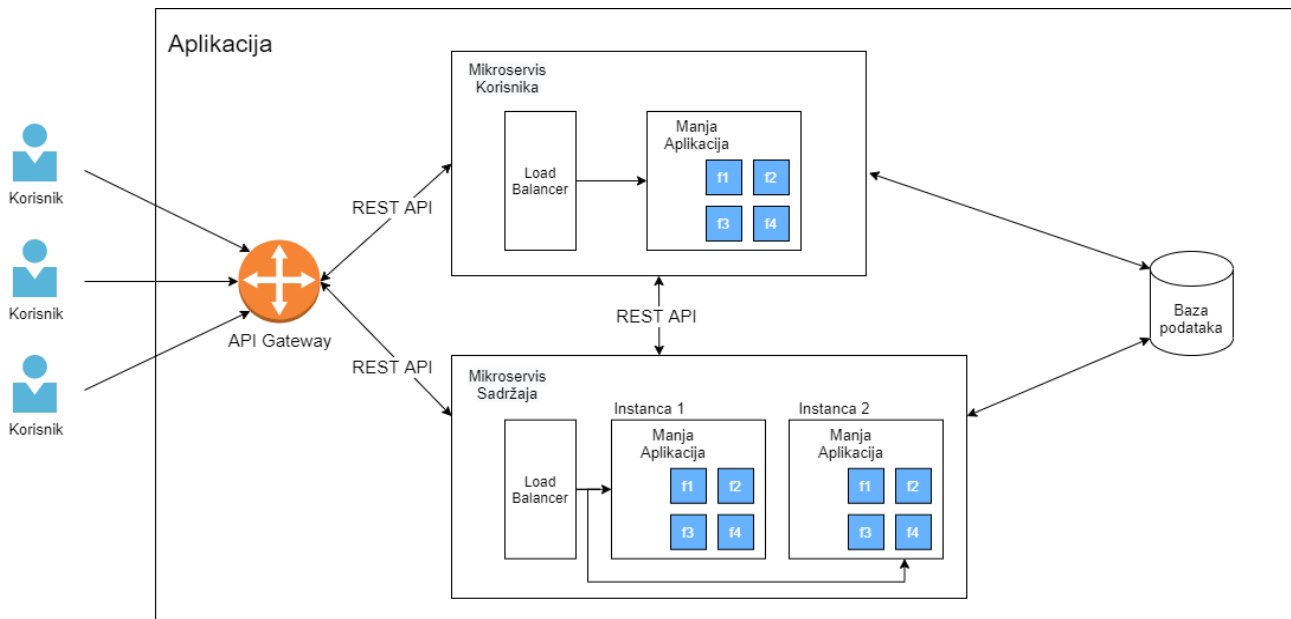 Aplikacija
Korisnik
Korisnik
Korisnik
API Gateway
REST API
REST API
Mikroservis
Korisnika
Load
Balancer
Manja
Aplikacija
f1
f2
f3
f4
REST API
Mikroservis
Sadržaja
Load
Balancer
Instanca 1
Manja
Aplikacija
f1
f2
f3
f4
Instanca 2
Manja
Aplikacija
f1
f2
f3
f4
Baza
podataka